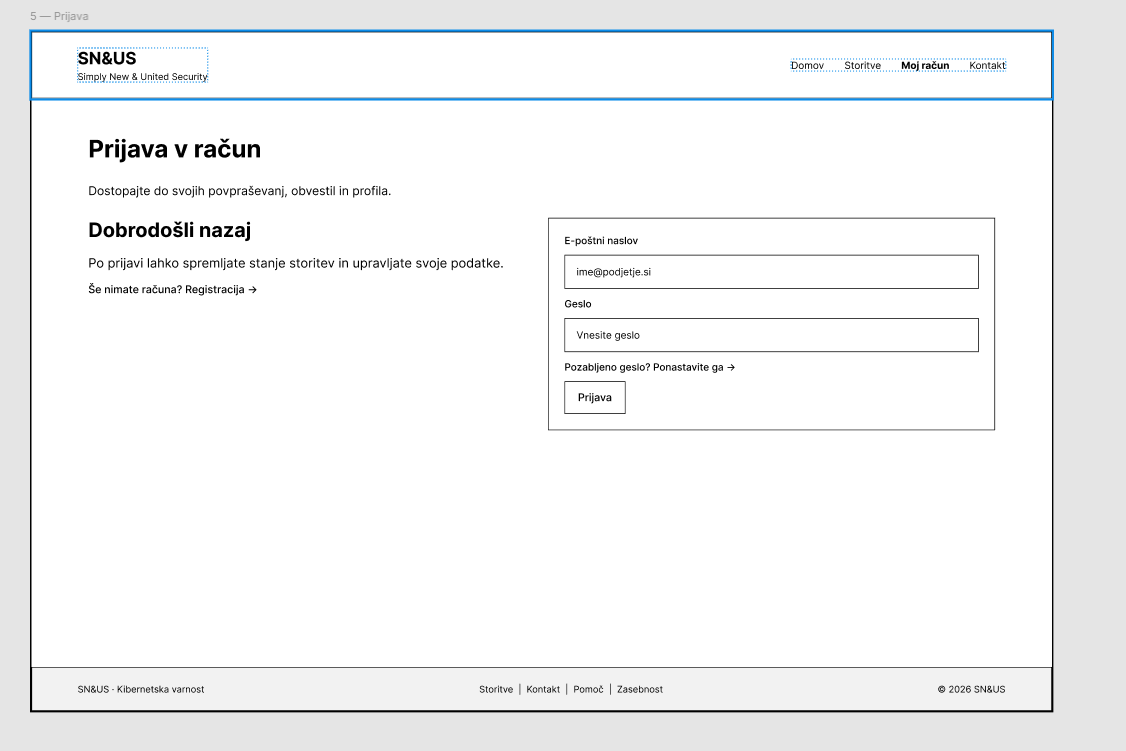 5 — Prijava
SN&US
Simply New & United Security
Domov Storitve Moj račun Kontakt
Prijava v račun
Dostopajte do svojih povpraševanj, obvestil in profila.
Dobrodošli nazaj
Po prijavi lahko spremljate stanje storitev in upravljate svoje podatke.
Še nimate računa? Registracija →
E-poštni naslov
ime@podjetje.si
Geslo
Vnesite geslo
Pozabljeno geslo? Ponastavite ga →
Prijava
SN&US · Kibernetska varnost
Storitve | Kontakt | Pomoč | Zasebnost
© 2026 SN&US